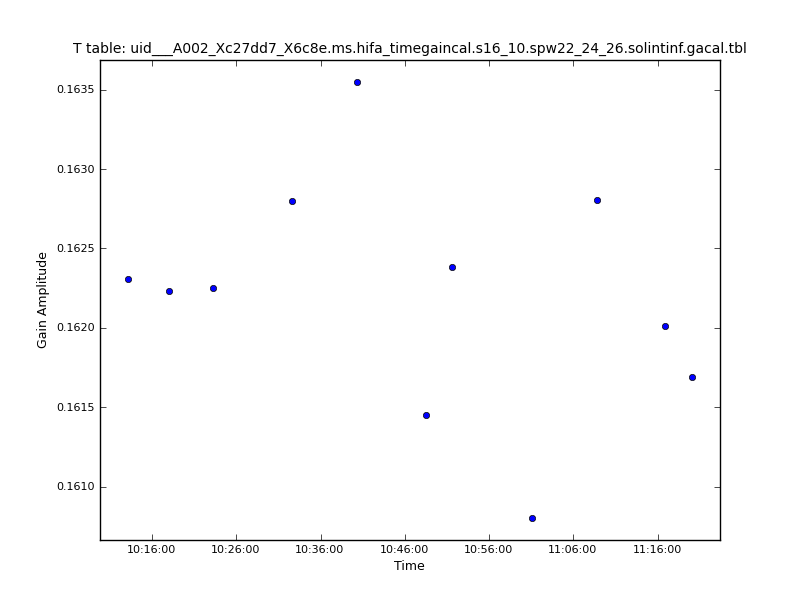 T table: uid___A002_Xc27dd7_X6c8e.ms.hifa_timegaincal.s16_10.spw22_24_26.solintinf.gacal.tbl
0.1635
0.1630
0.1625
0.1620
0.1615
0.1610
Gain Amplitude
10:16:00 10:26:00 10:36:00 10:46:00 10:56:00 11:06:00 11:16:00
Time